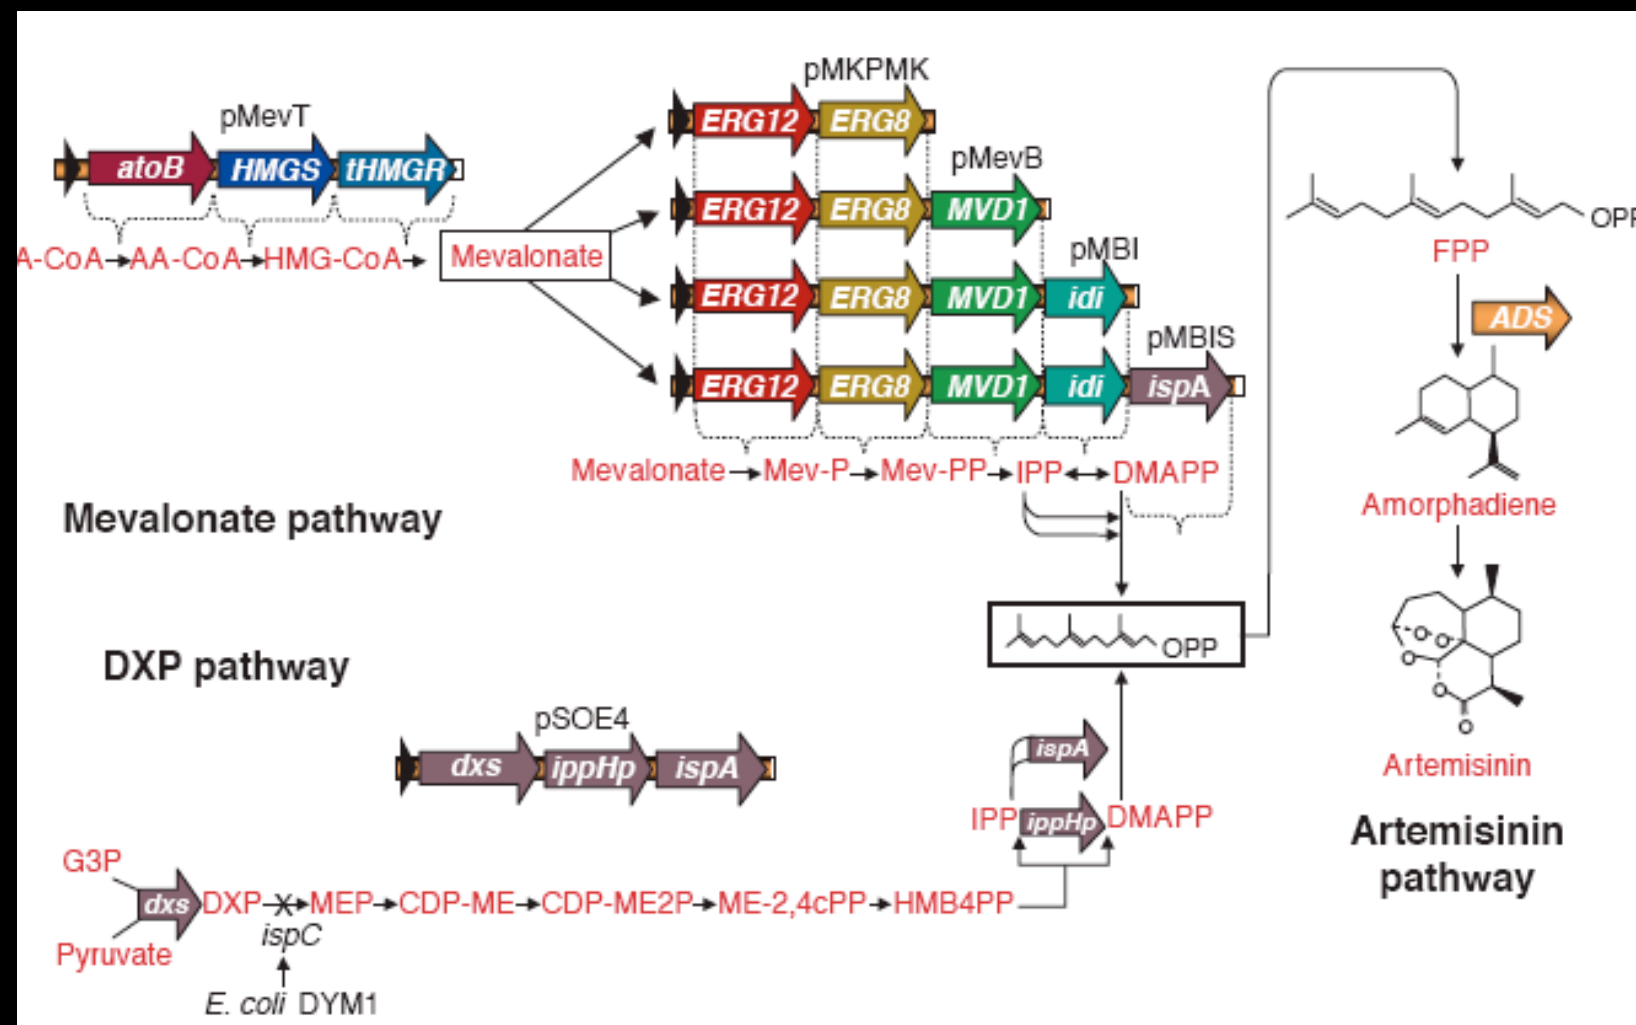 pMevT
atoB HMGS tHMGR
A-CoA AA-CoA HMG-CoA
Mevalonate
pMKPMK
ERG12 ERG8
pMevB
ERG12 ERG8 MVD1
pMBI
ERG12 ERG8 MVD1 idi
pMBIS
ERG12 ERG8 MVD1 idi ispA
Mevalonate Mev-P Mev-PP IPP DMAPP
Mevalonate pathway
OPP
OPP
FPP
ADS
Amorphadiene
O O
O
O
O
Artemisinin
Artemisinin
pathway
DXP pathway
pSOE4
dxs ippHp ispA
ispA
IPP ippHp DMAPP
G3P
dxs DXP X MEP CDP-ME CDP-ME2P ME-2,4cPP HMB4PP
Pyruvate
ispC
E. coli DYM1